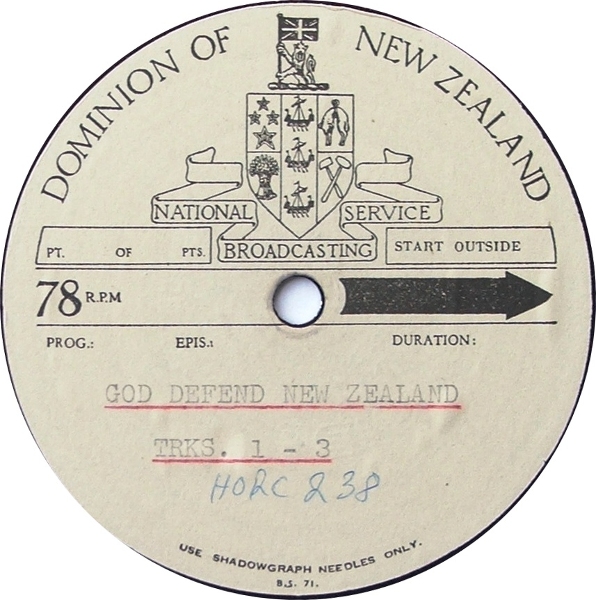 DOMINION OF NEW ZEALAND
NATIONAL SERVICE
BROADCASTING
PT. OF PTS.
START OUTSIDE
78 R.P.M
PROG.: EPIS.: DURATION:
GOD DEFEND NEW ZEALAND
TRKS. 1 - 3
HORC 238
USE SHADOWGRAPH NEEDLES ONLY.
B.S. 71.